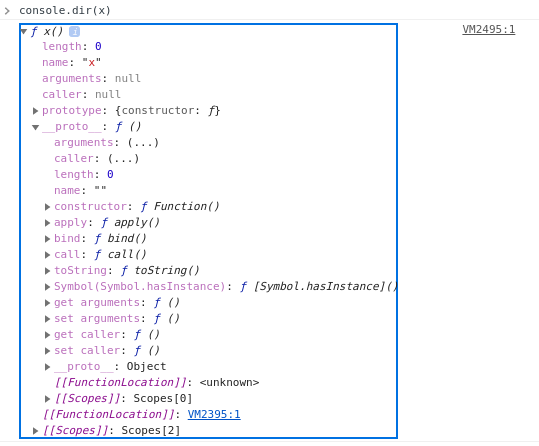 console.dir(x)
VM2495:1
ƒ x() i
length: 0
name: "x"
arguments: null
caller: null
prototype: {constructor: ƒ}
__proto__: ƒ ()
arguments: (...)
caller: (...)
length: 0
name: ""
constructor: ƒ Function()
apply: ƒ apply()
bind: ƒ bind()
call: ƒ call()
toString: ƒ toString()
Symbol(Symbol.hasInstance): ƒ [Symbol.hasInstance]()
get arguments: ƒ ()
set arguments: ƒ ()
get caller: ƒ ()
set caller: ƒ ()
__proto__: Object
[[FunctionLocation]]: <unknown>
[[Scopes]]: Scopes[0]
[[FunctionLocation]]: VM2395:1
[[Scopes]]: Scopes[2]